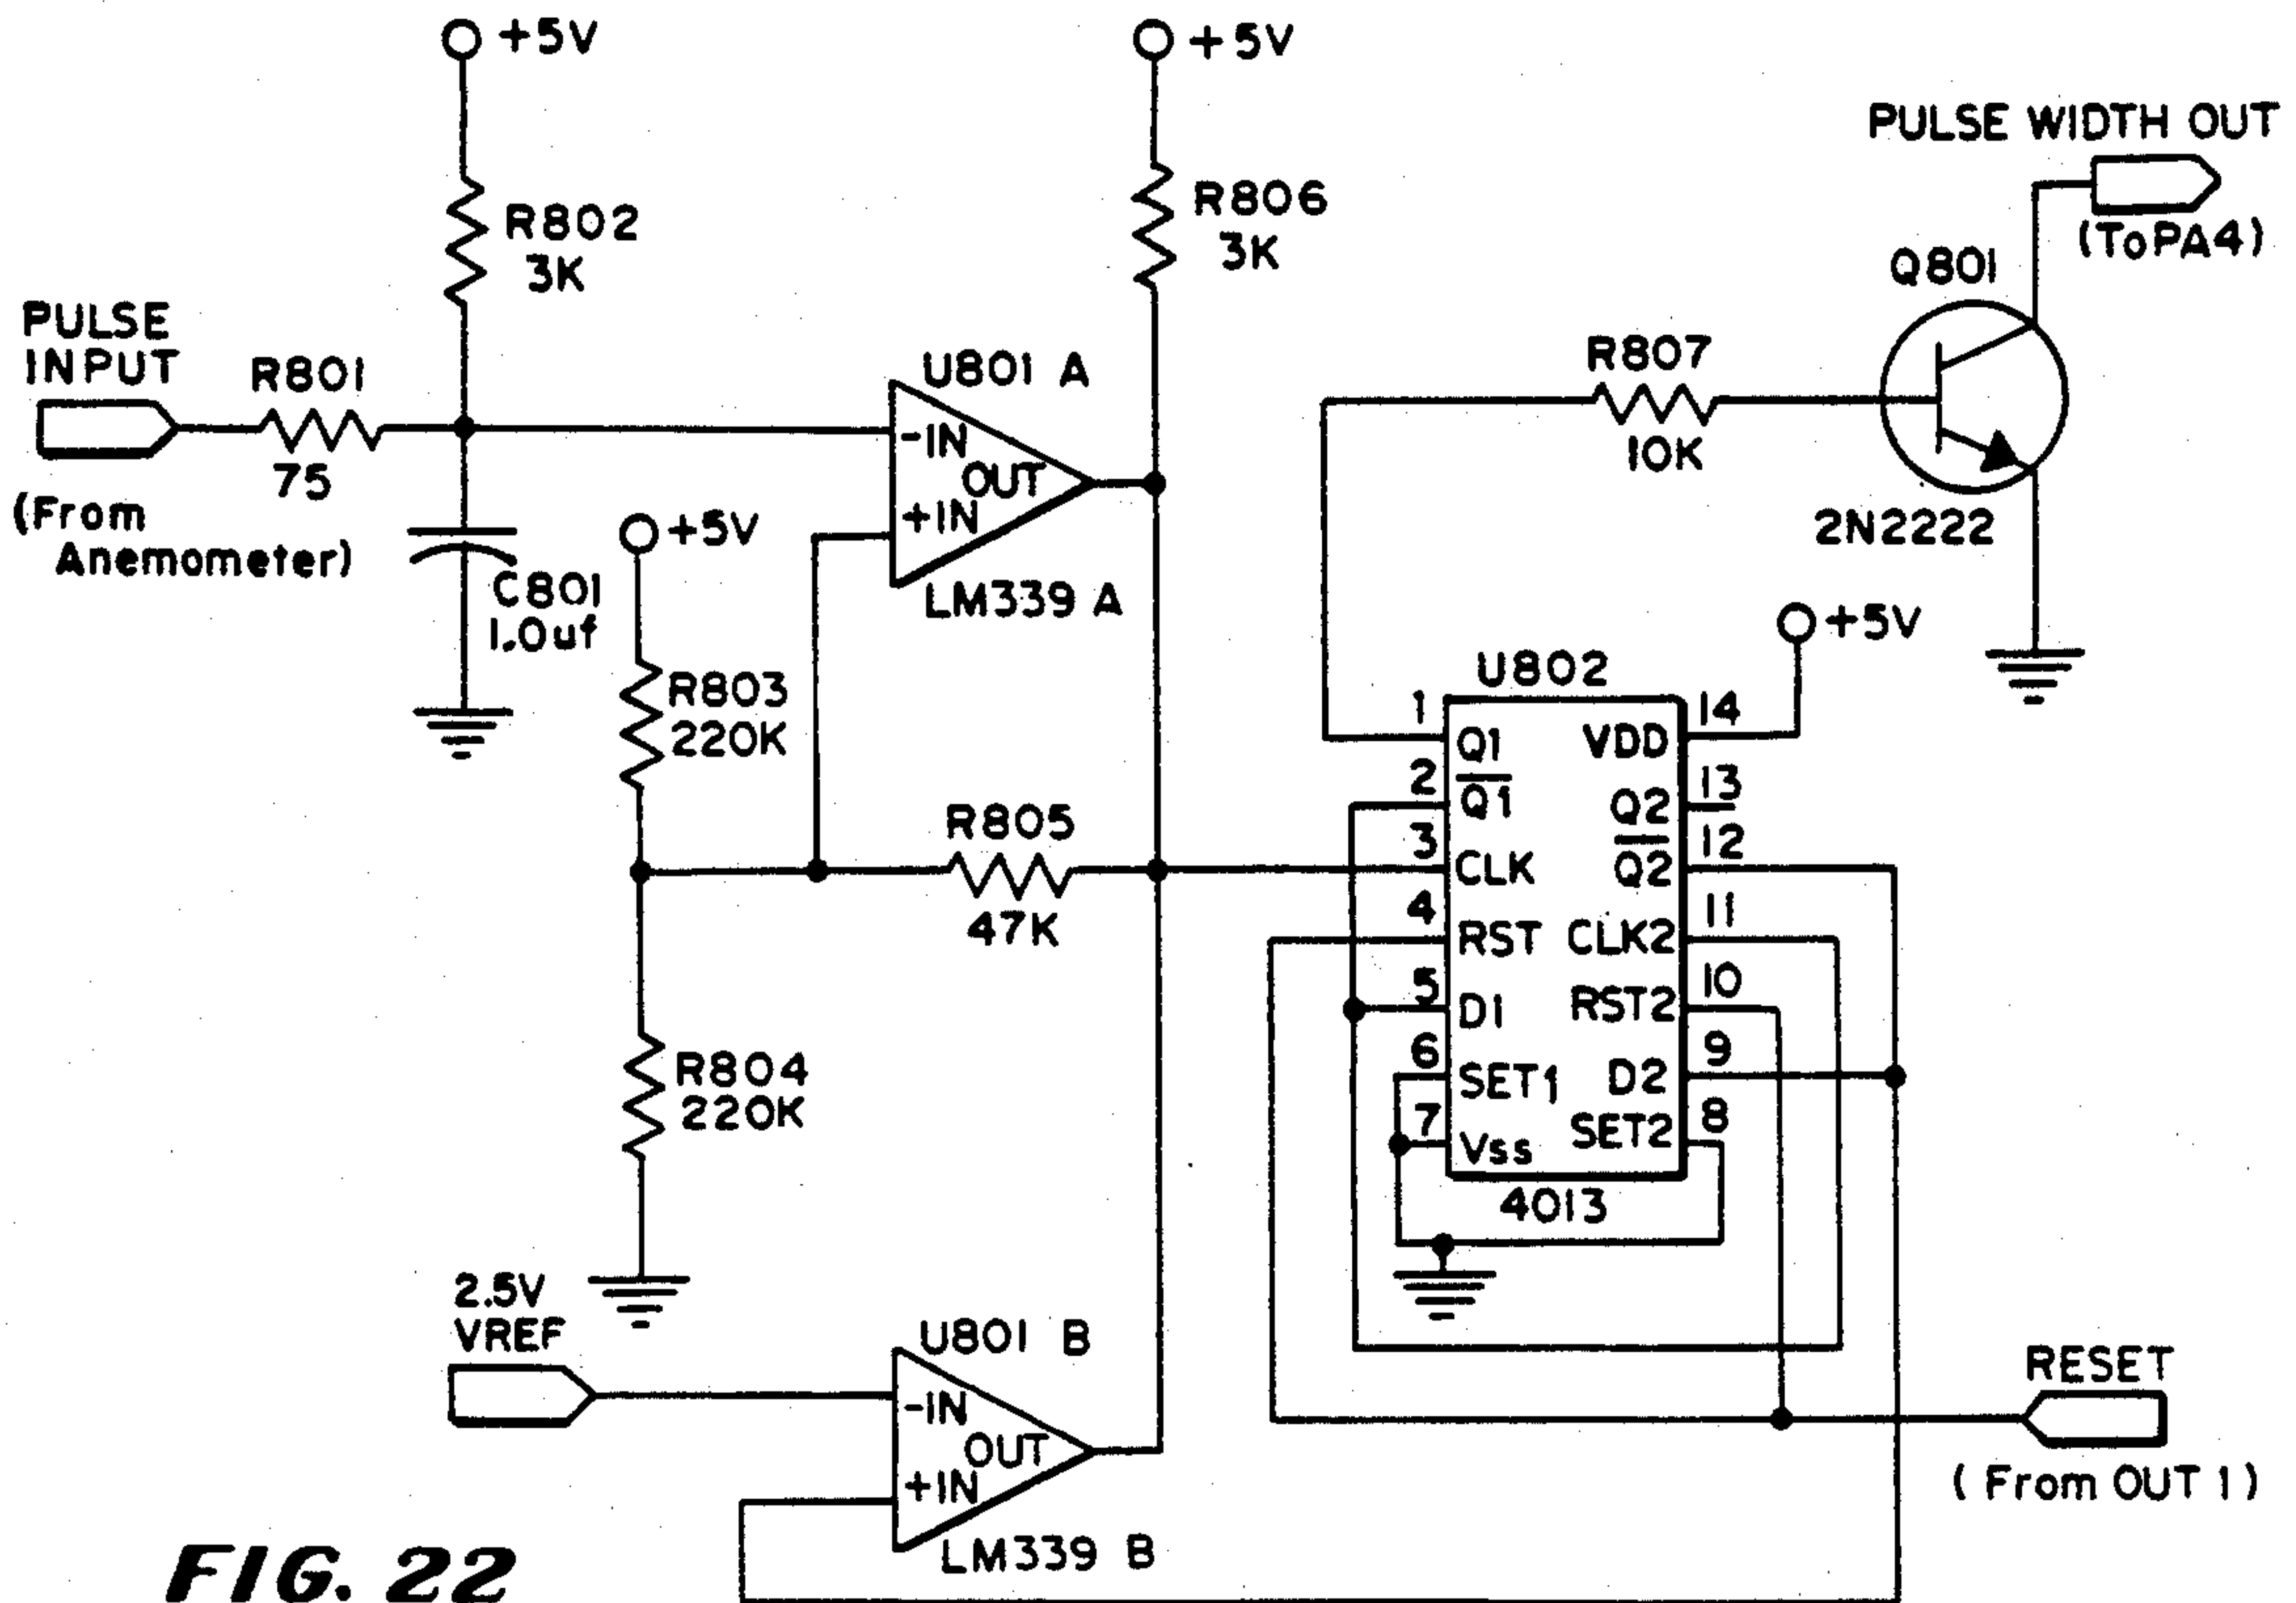 +5V
+5V
PULSE WIDTH OUT
(To PA4)
R802
3K
R806
3K
Q801
PULSE
INPUT
R801
75
(From
Anemometer)
U801 A
-IN
OUT
+IN
LM339 A
R807
10K
2N2222
+5V
C801
1.0uf
R803
220K
+5V
U802
1
Q1
VDD
14
2
Q1
Q2
13
3
CLK
Q2
12
4
RST
CLK2
11
5
D1
RST2
10
6
SET1
D2
9
7
Vss
SET2
8
4013
R805
47K
R804
220K
2.5V
VREF
U801 B
-IN
OUT
+IN
LM339 B
RESET
(From OUT 1)
FIG. 22